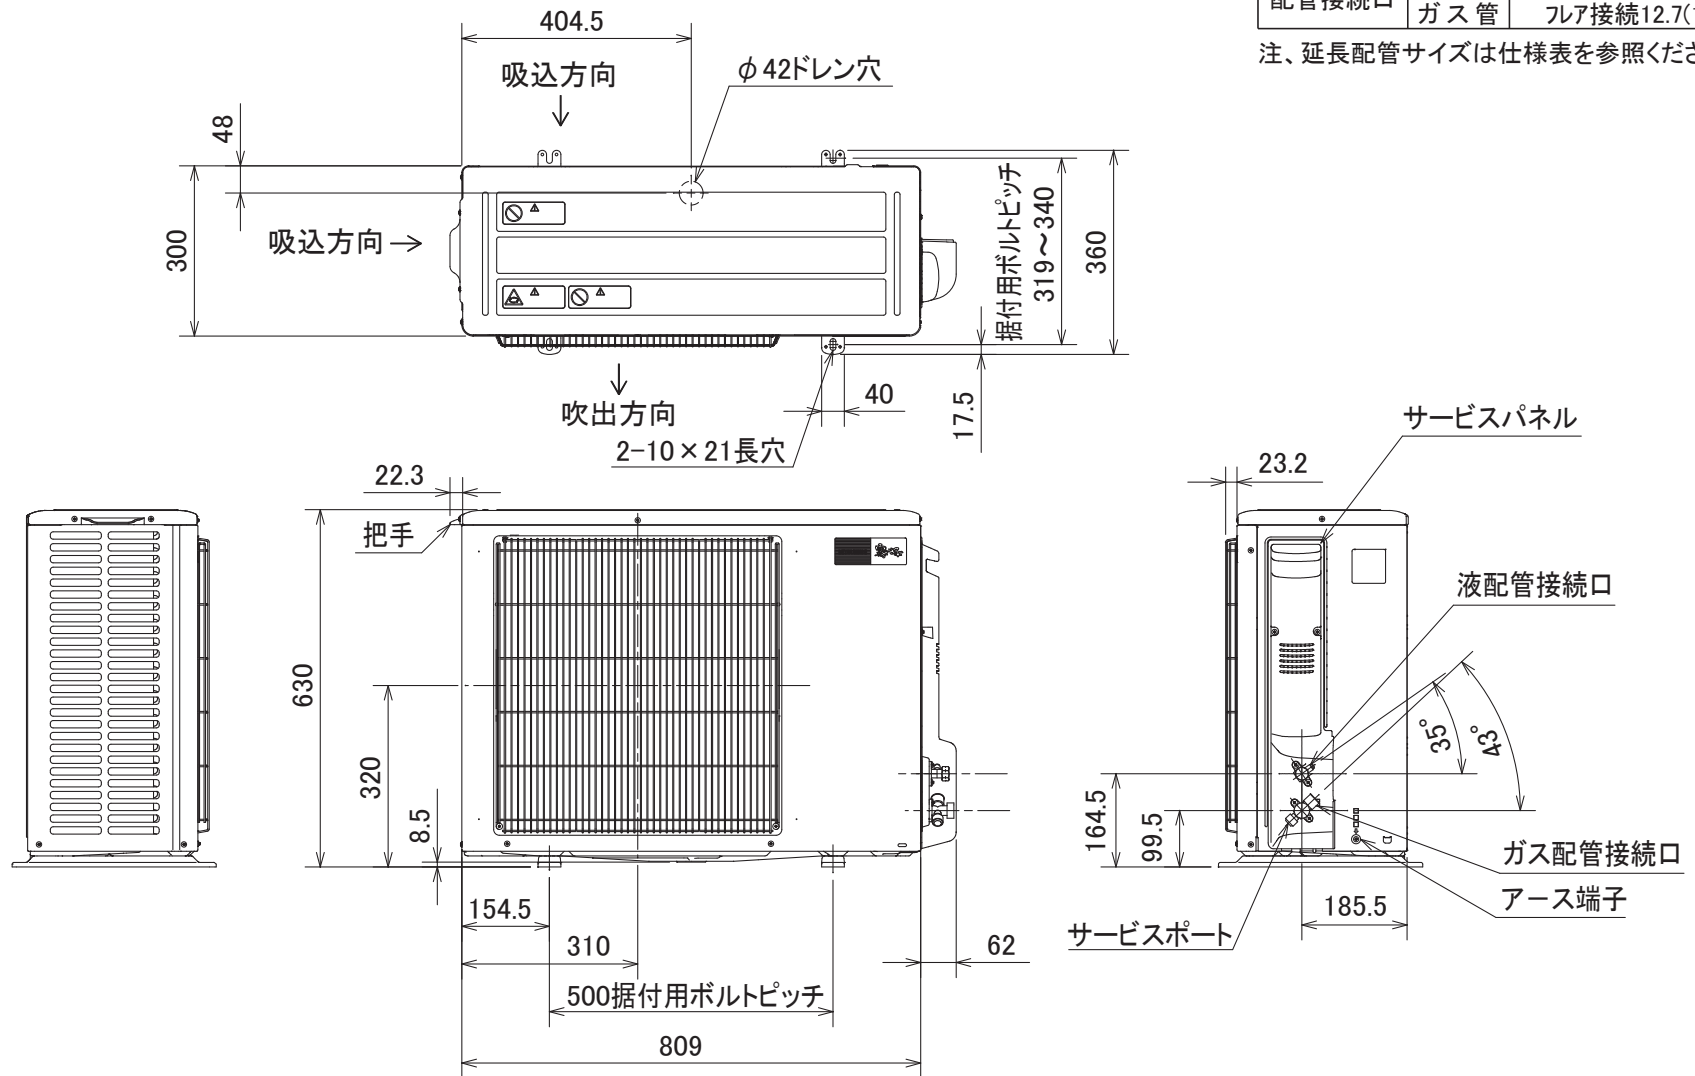 ガス管 フレア接続12.7(
注、延長配管サイズは仕様表を参照くださ
404.5
吸込方向
φ42ドレン穴
48
300
吸込方向
据付用ボルトピッチ
319～340
360
吹出方向
40
17.5
2-10×21長穴
サービスパネル
22.3
23.2
把手
液配管接続口
630
320
8.5
35°
43°
164.5
99.5
ガス配管接続口
アース端子
154.5
185.5
サービスポート
310
62
500据付用ボルトピッチ
809